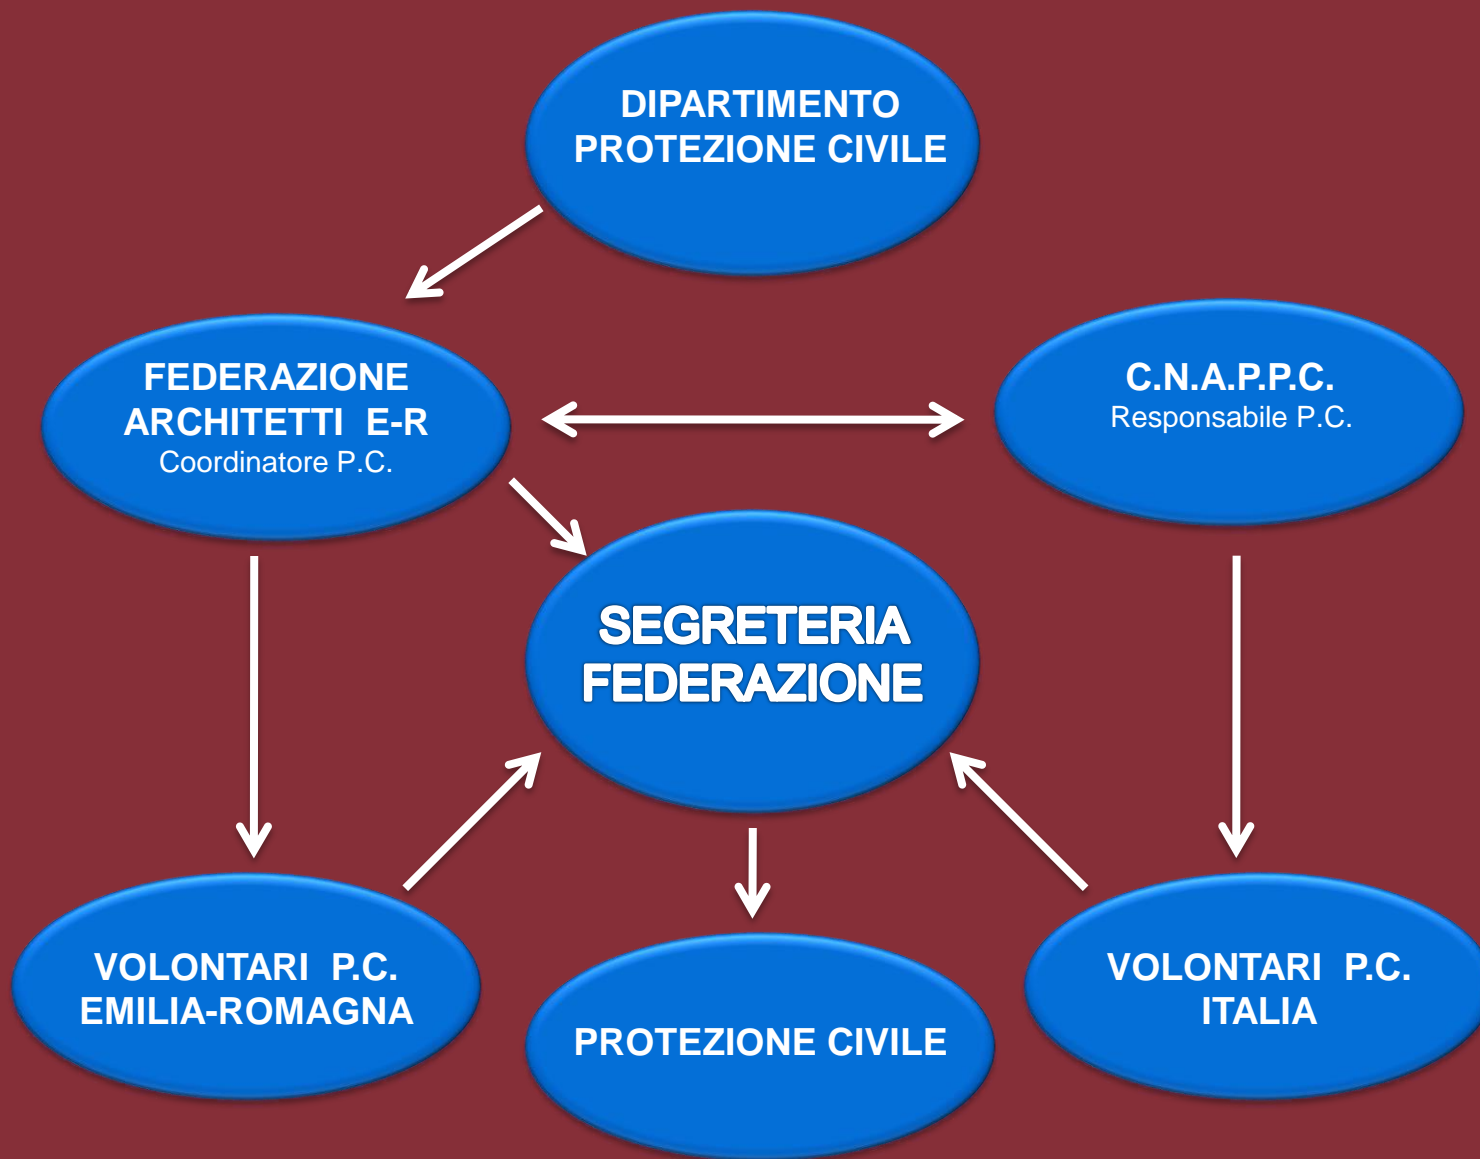 DIPARTIMENTO
PROTEZIONE CIVILE
FEDERAZIONE
ARCHITETTI E-R
Coordinatore P.C.
C.N.A.P.P.C.
Responsabile P.C.
SEGRETERIA
FEDERAZIONE
VOLONTARI P.C.
EMILIA-ROMAGNA
PROTEZIONE CIVILE
VOLONTARI P.C.
ITALIA